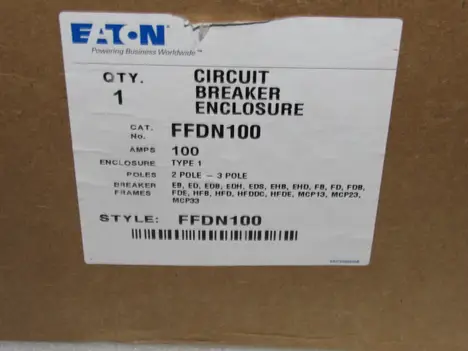 EATON
Powering Business Worldwide™
QTY. 1
CIRCUIT
BREAKER
ENCLOSURE
CAT. No. FFDN100
AMPS 100
ENCLOSURE TYPE 1
POLES 2 POLE – 3 POLE
BREAKER FRAMES EB, ED, EDB, EDH, EDS, EHB, EHD, FB, FD, FDB,
FDE, HFB, HFD, HFDDC, HFDE, MCP13, MCP23,
MCP33
STYLE: FFDN100